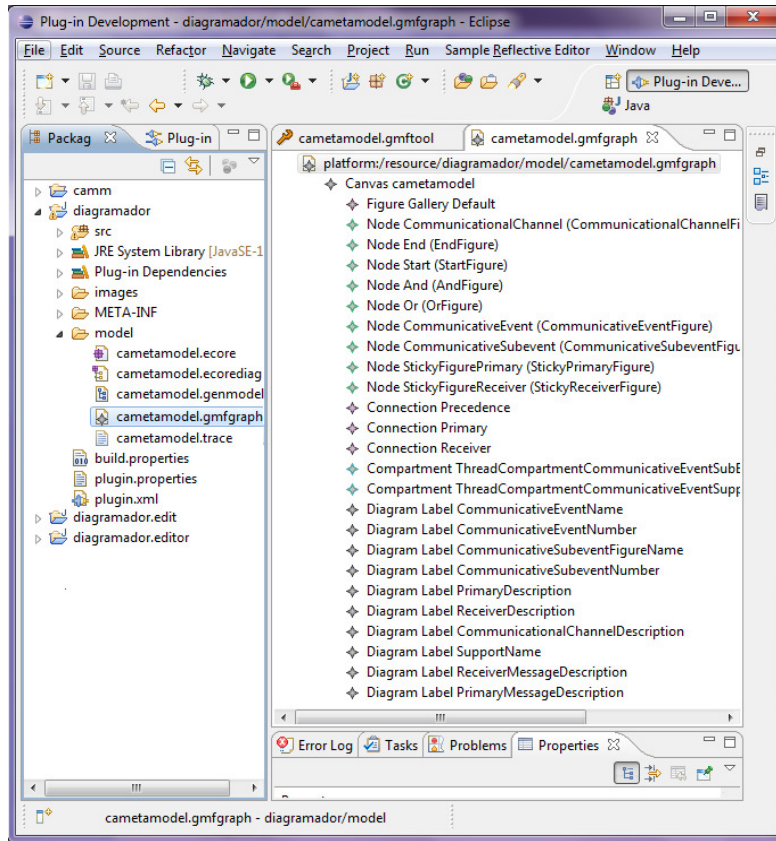 Plug-in Development - diagramador/model/cametamodel.gmfgraph - Eclipse
File Edit Source Refactor Navigate Search Project Run Sample Reflective Editor Window Help
Plug-in Deve...
Java
Packag Plug-in
camm
diagramador
src
JRE System Library [JavaSE-1
Plug-in Dependencies
images
META-INF
model
cametamodel.ecore
cametamodel.ecorediag
cametamodel.genmodel
cametamodel.gmfgraph
cametamodel.trace
build.properties
plugin.properties
plugin.xml
diagramador.edit
diagramador.editor
cametamodel.gmftool cametamodel.gmfgraph
platform:/resource/diagramador/model/cametamodel.gmfgraph
Canvas cametamodel
Figure Gallery Default
Node CommunicationalChannel (CommunicationalChannelFi
Node End (EndFigure)
Node Start (StartFigure)
Node And (AndFigure)
Node Or (OrFigure)
Node CommunicativeEvent (CommunicativeEventFigure)
Node CommunicativeSubevent (CommunicativeSubeventFigu
Node StickyFigurePrimary (StickyPrimaryFigure)
Node StickyFigureReceiver (StickyReceiverFigure)
Connection Precedence
Connection Primary
Connection Receiver
Compartment ThreadCompartmentCommunicativeEventSubE
Compartment ThreadCompartmentCommunicativeEventSupp
Diagram Label CommunicativeEventName
Diagram Label CommunicativeEventNumber
Diagram Label CommunicativeSubeventFigureName
Diagram Label CommunicativeSubeventNumber
Diagram Label PrimaryDescription
Diagram Label ReceiverDescription
Diagram Label CommunicationalChannelDescription
Diagram Label SupportName
Diagram Label ReceiverMessageDescription
Diagram Label PrimaryMessageDescription
Error Log Tasks Problems Properties
cametamodel.gmfgraph - diagramador/model